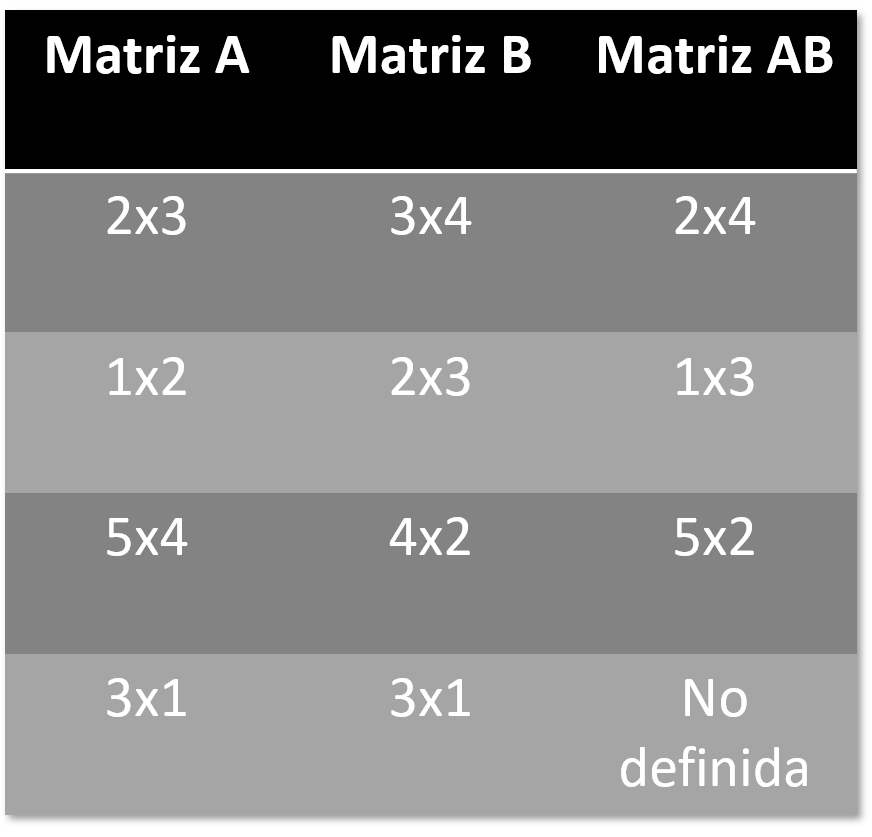 Matriz A Matriz B Matriz AB
2x3 3x4 2x4
1x2 2x3 1x3
5x4 4x2 5x2
3x1 3x1 No
definida